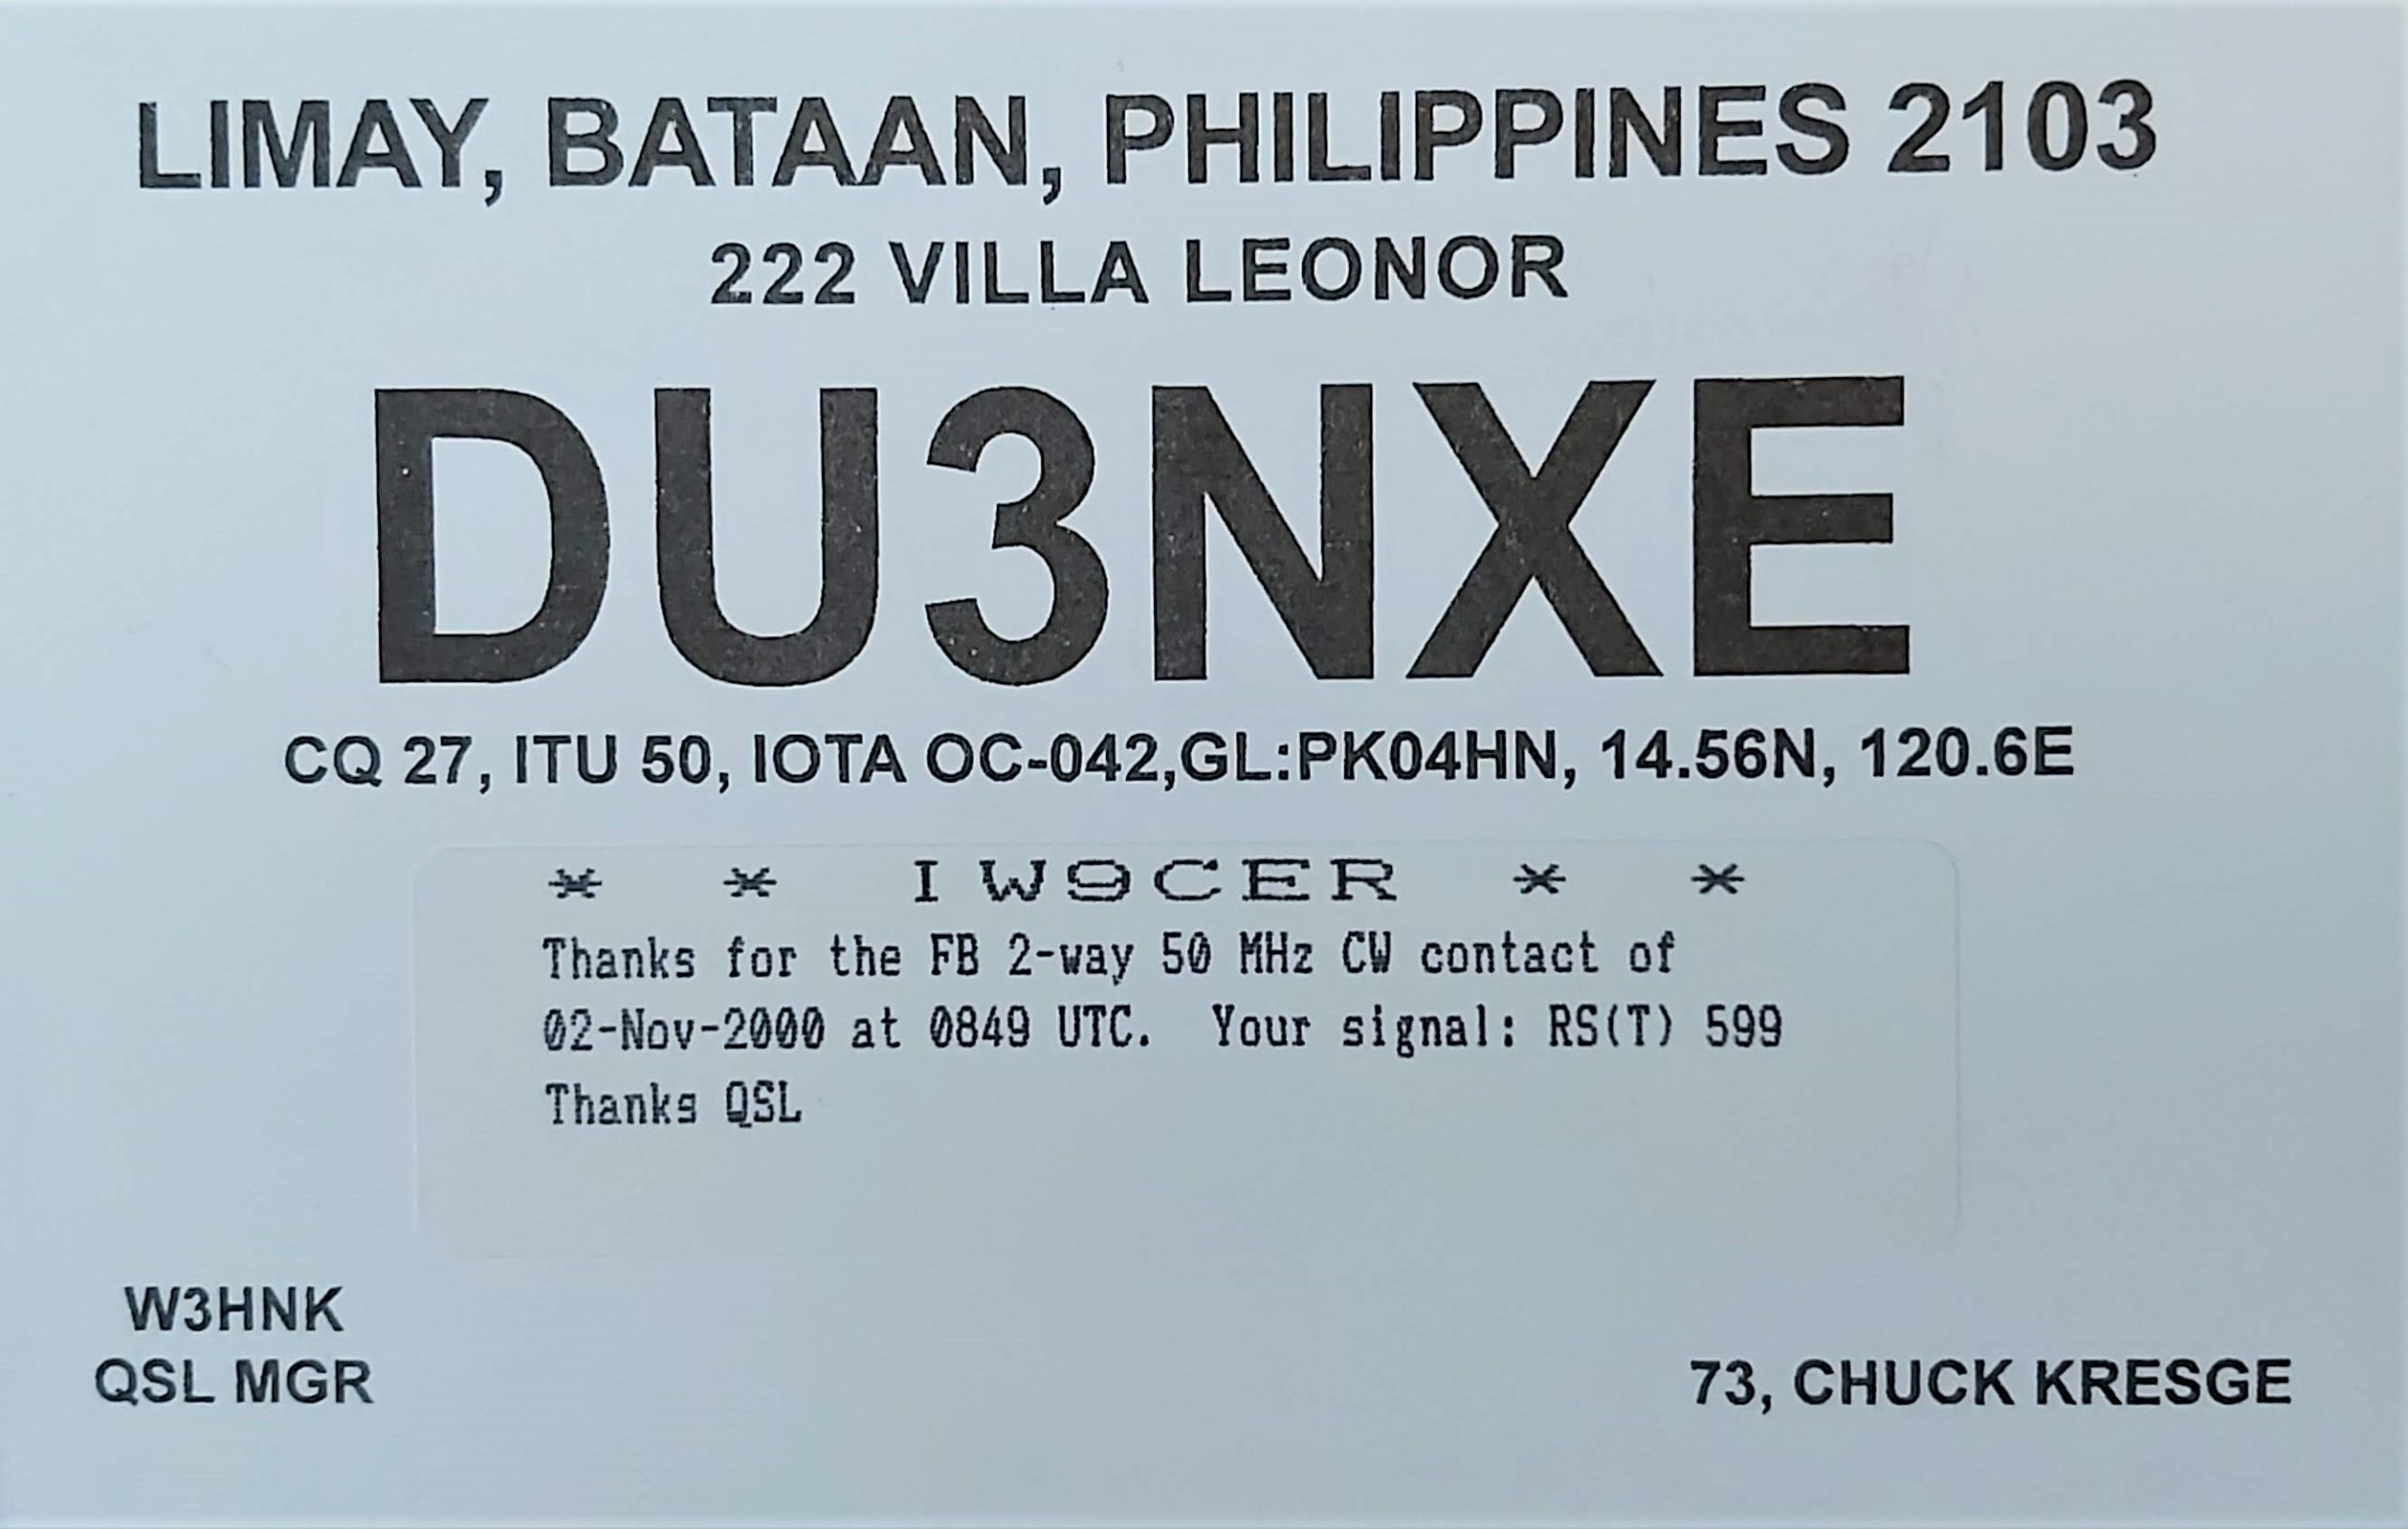 LIMAY, BATAAN, PHILIPPINES 2103
222 VILLA LEONOR
DU3NXE
CQ 27, ITU 50, IOTA OC-042,GL:PK04HN, 14.56N, 120.6E
* * IW9CER * *
Thanks for the FB 2-way 50 MHz CW contact of
02-Nov-2000 at 0849 UTC. Your signal: RS(T) 599
Thanks QSL
W3HNK
QSL MGR
73, CHUCK KRESGE